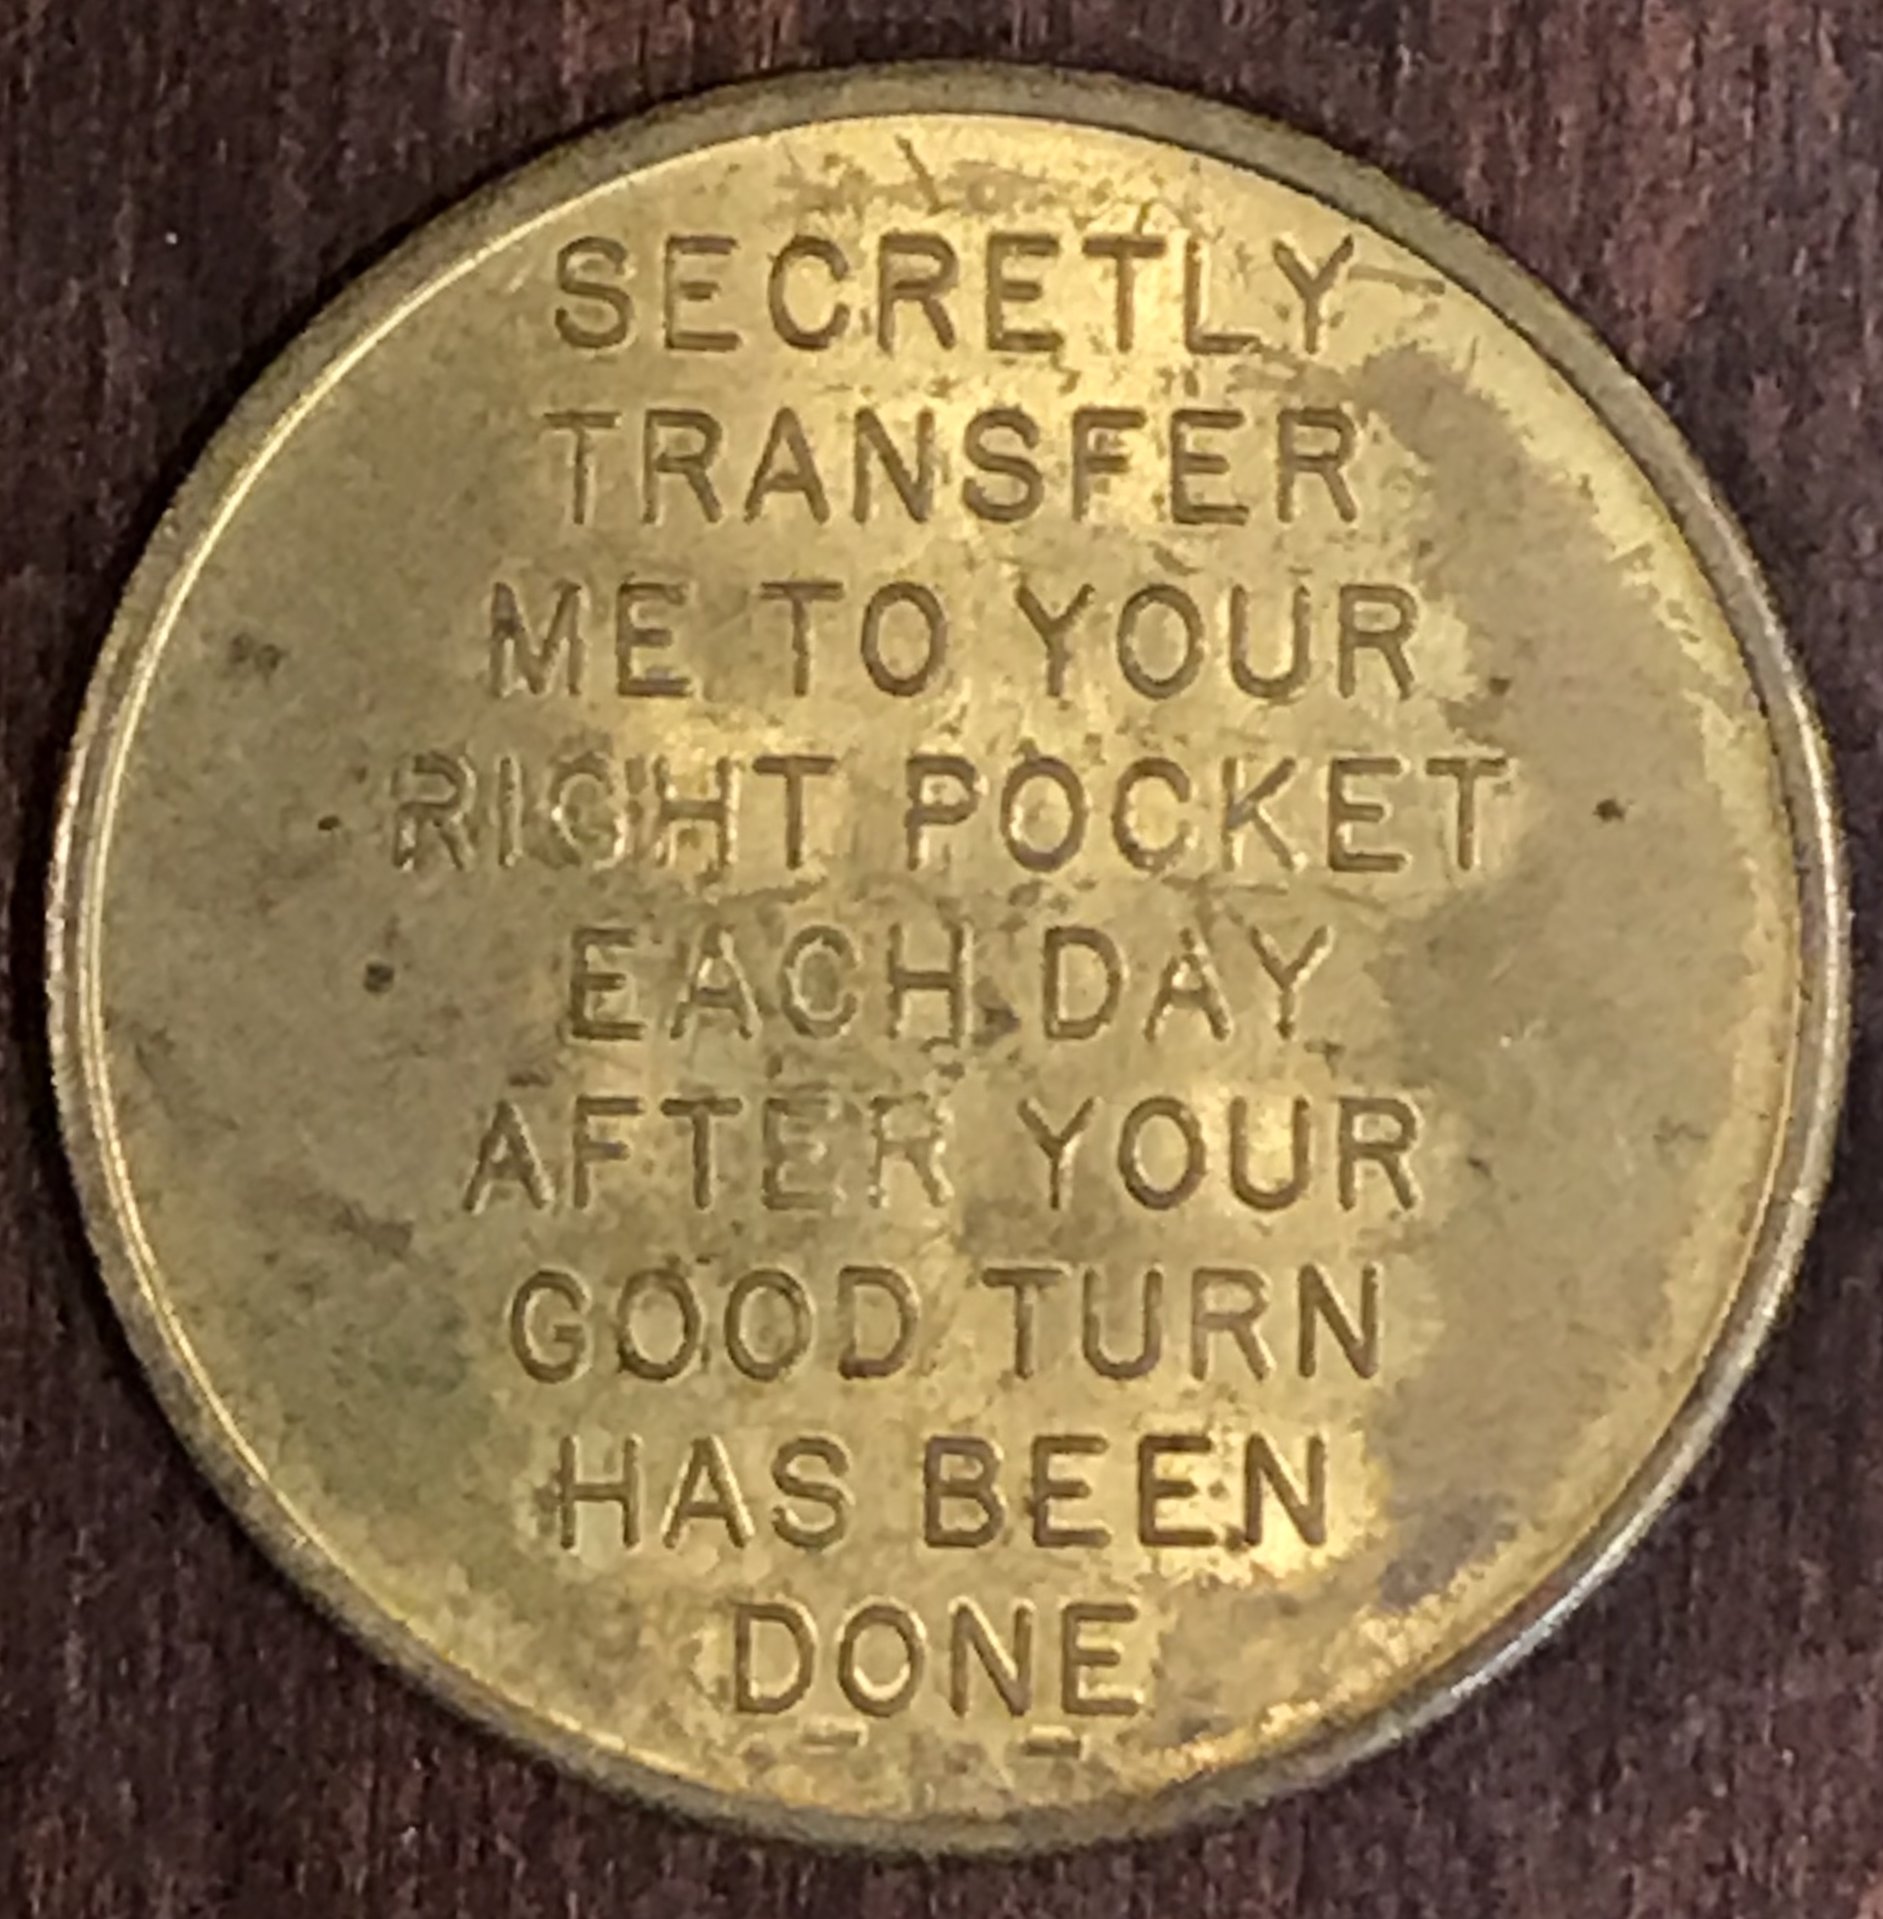 SECRETLY
TRANSFER
ME TO YOUR
RIGHT POCKET
EACH DAY
AFTER YOUR
GOOD TURN
HAS BEEN
DONE